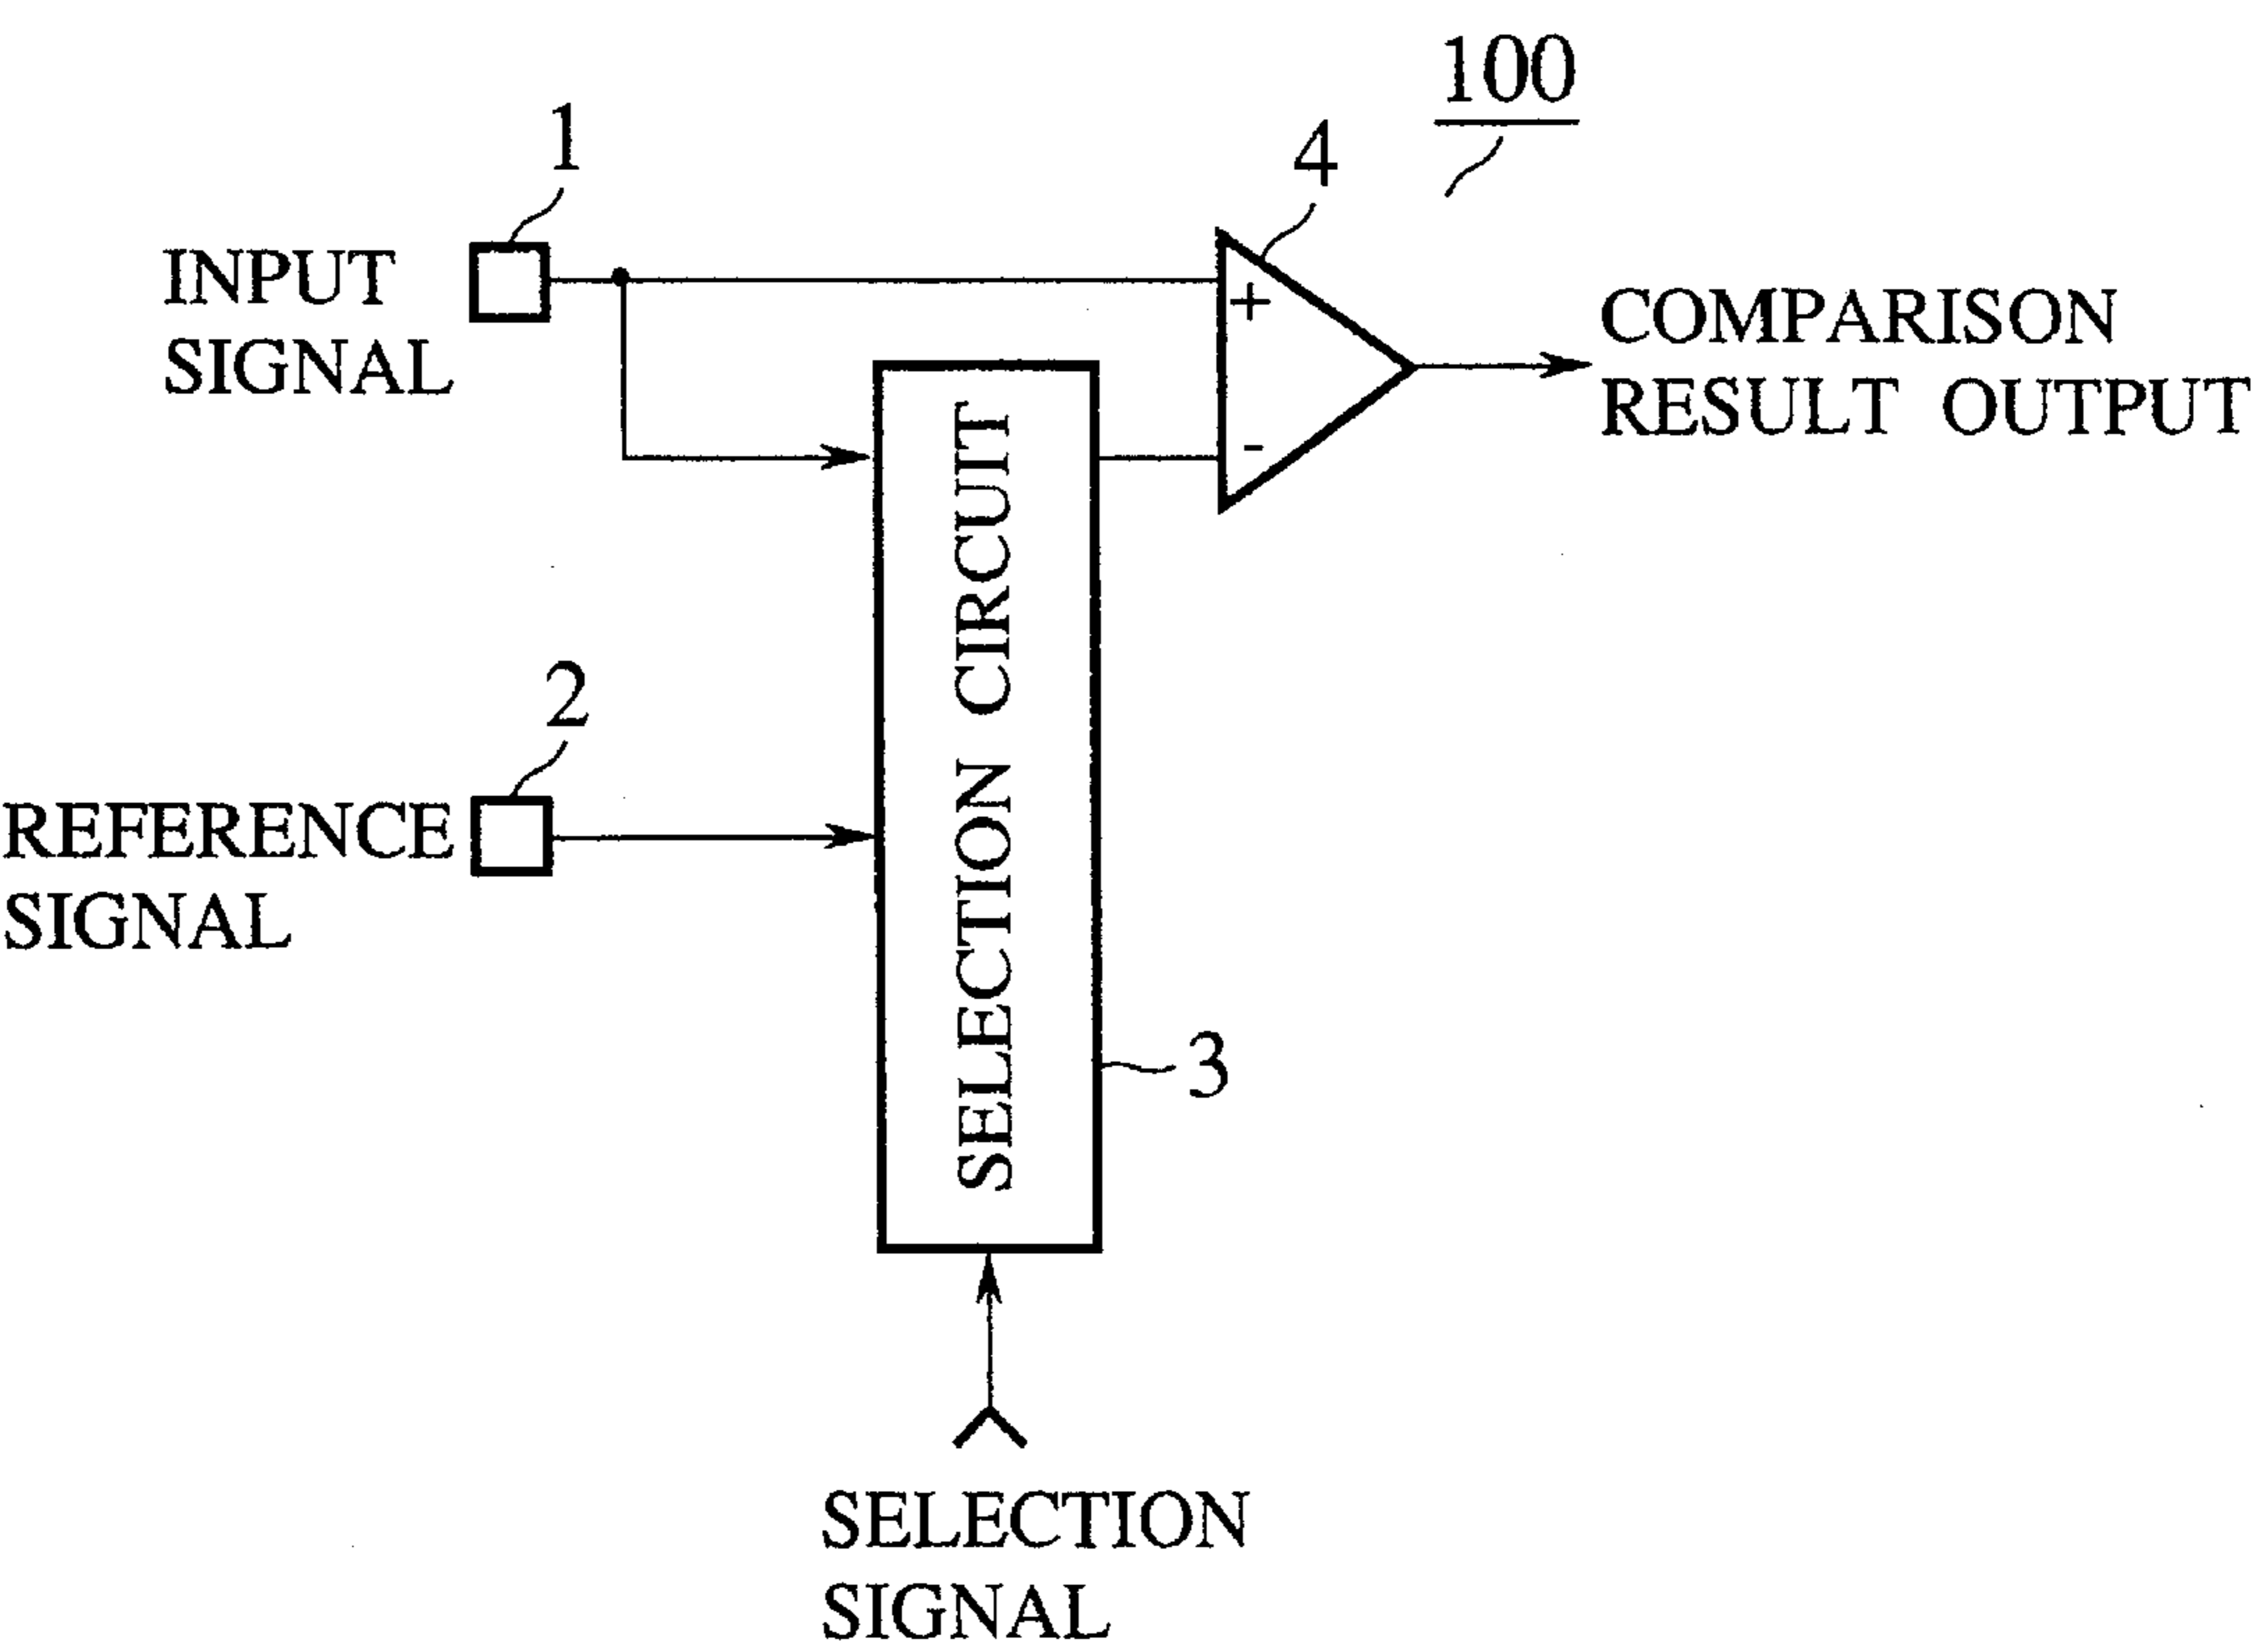 100
1
4
INPUT
SIGNAL
+
COMPARISON
RESULT OUTPUT
-
SELECTION CIRCUIT
2
REFERENCE
SIGNAL
3
SELECTION
SIGNAL